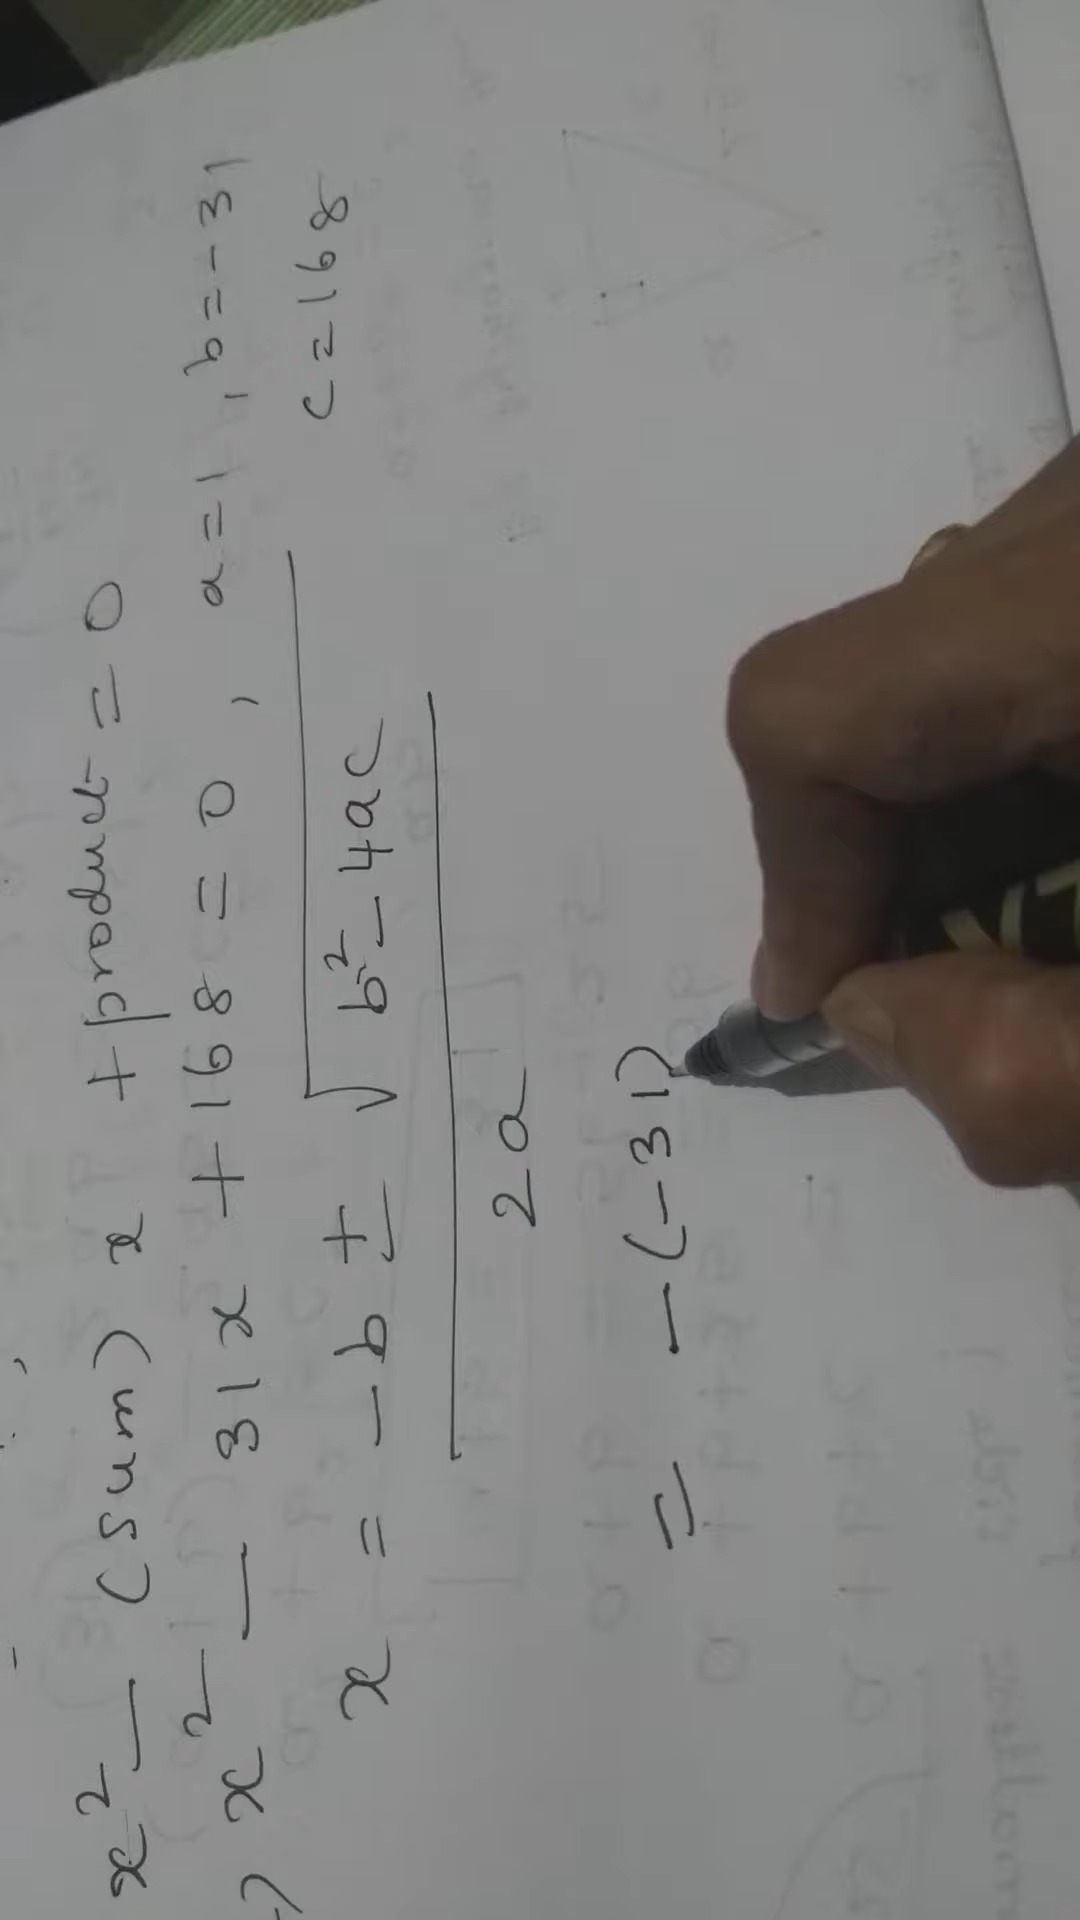 x² - (sum) x + product = 0
x² - 31x + 168 = 0, a = 1, b = -31
c = 168
x = -b ± √b² - 4ac
2a
= -(-31)